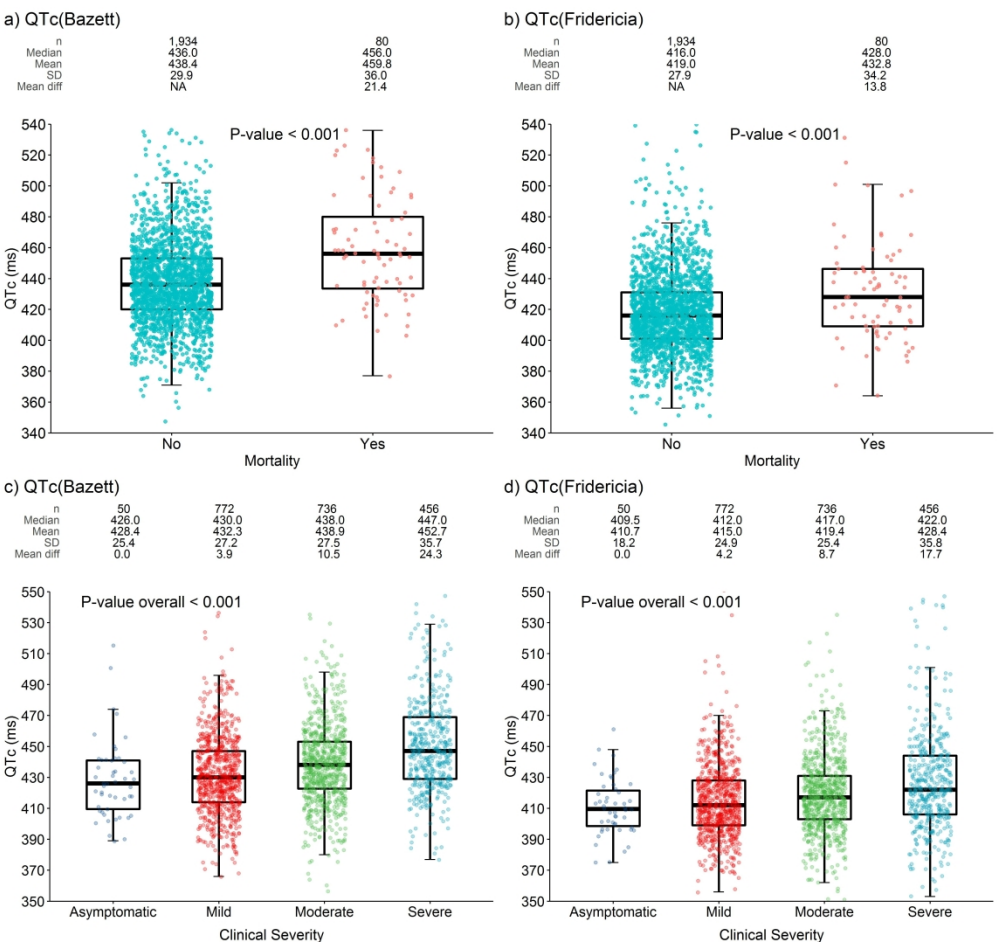 a) QTc(Bazett)
n 1,934 80
Median 436.0 456.0
Mean 438.4 459.8
SD 29.9 36.0
Mean diff NA 21.4
P-value < 0.001
QTc (ms)
540
520
500
480
460
440
420
400
380
360
340
No Yes
Mortality
b) QTc(Fridericia)
n 1,934 80
Median 416.0 428.0
Mean 419.0 432.8
SD 27.9 34.2
Mean diff NA 13.8
P-value < 0.001
QTc (ms)
540
520
500
480
460
440
420
400
380
360
340
No Yes
Mortality
c) QTc(Bazett)
n 50 772 736 456
Median 426.0 430.0 438.0 447.0
Mean 428.4 432.3 438.9 452.7
SD 25.4 27.2 27.5 35.7
Mean diff 0.0 3.9 10.5 24.3
P-value overall < 0.001
QTc (ms)
550
530
510
490
470
450
430
410
390
370
350
Asymptomatic Mild Moderate Severe
Clinical Severity
d) QTc(Fridericia)
n 50 772 736 456
Median 409.5 412.0 417.0 422.0
Mean 410.7 415.0 419.4 428.4
SD 18.2 24.9 25.4 35.8
Mean diff 0.0 4.2 8.7 17.7
P-value overall < 0.001
QTc (ms)
550
530
510
490
470
450
430
410
390
370
350
Asymptomatic Mild Moderate Severe
Clinical Severity